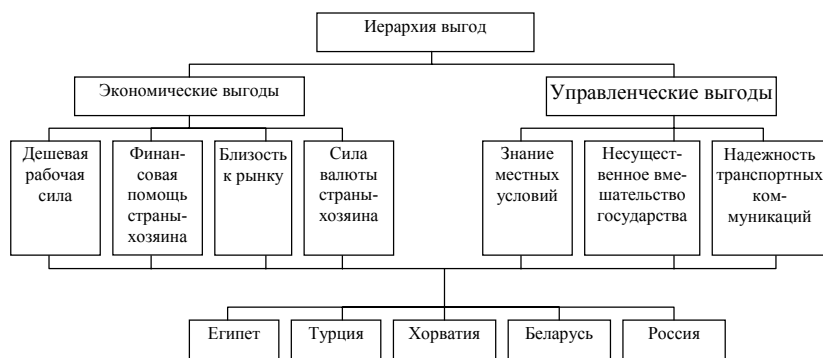 Иерархия выгод
Экономические выгоды
Управленческие выгоды
Дешевая
рабочая
сила
Финан-
совая
помощь
страны-
хозяина
Близость
к рынку
Сила
валюты
страны-
хозяина
Знание
местных
условий
Несущест-
венное вме-
шательство
государства
Надежность
транспортных
ком-
муникаций
Египет
Турция
Хорватия
Беларусь
Россия